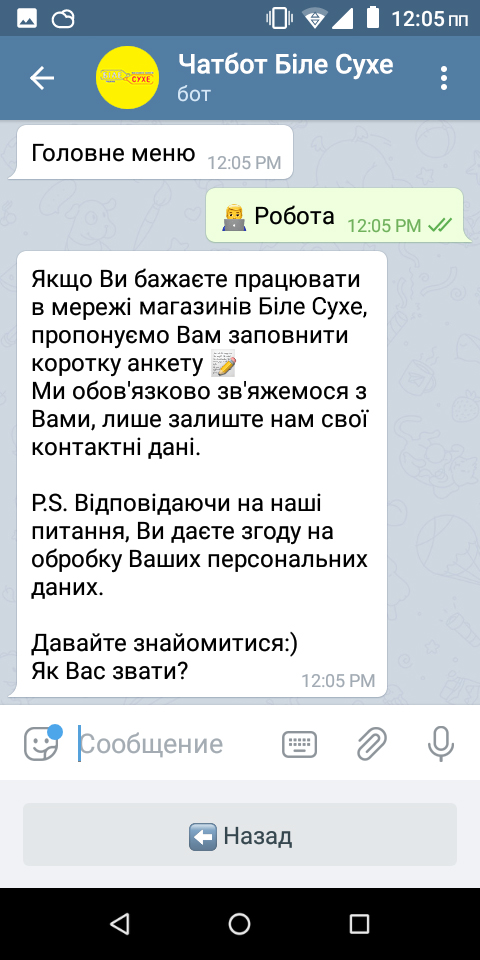 12:05 пп
Чатбот Біле Сухе
бот
Головне меню 12:05 PM
Робота 12:05 PM
Якщо Ви бажаєте працювати
в мережі магазинів Біле Сухе,
пропонуємо Вам заповнити
коротку анкету
Ми обов'язково зв'яжемося з
Вами, лише залиште нам свої
контактні дані.
P.S. Відповідаючи на наші
питання, Ви даєте згоду на
обробку Ваших персональних
даних.
Давайте знайомитися:)
Як Вас звати? 12:05 PM
Сообщение
Назад